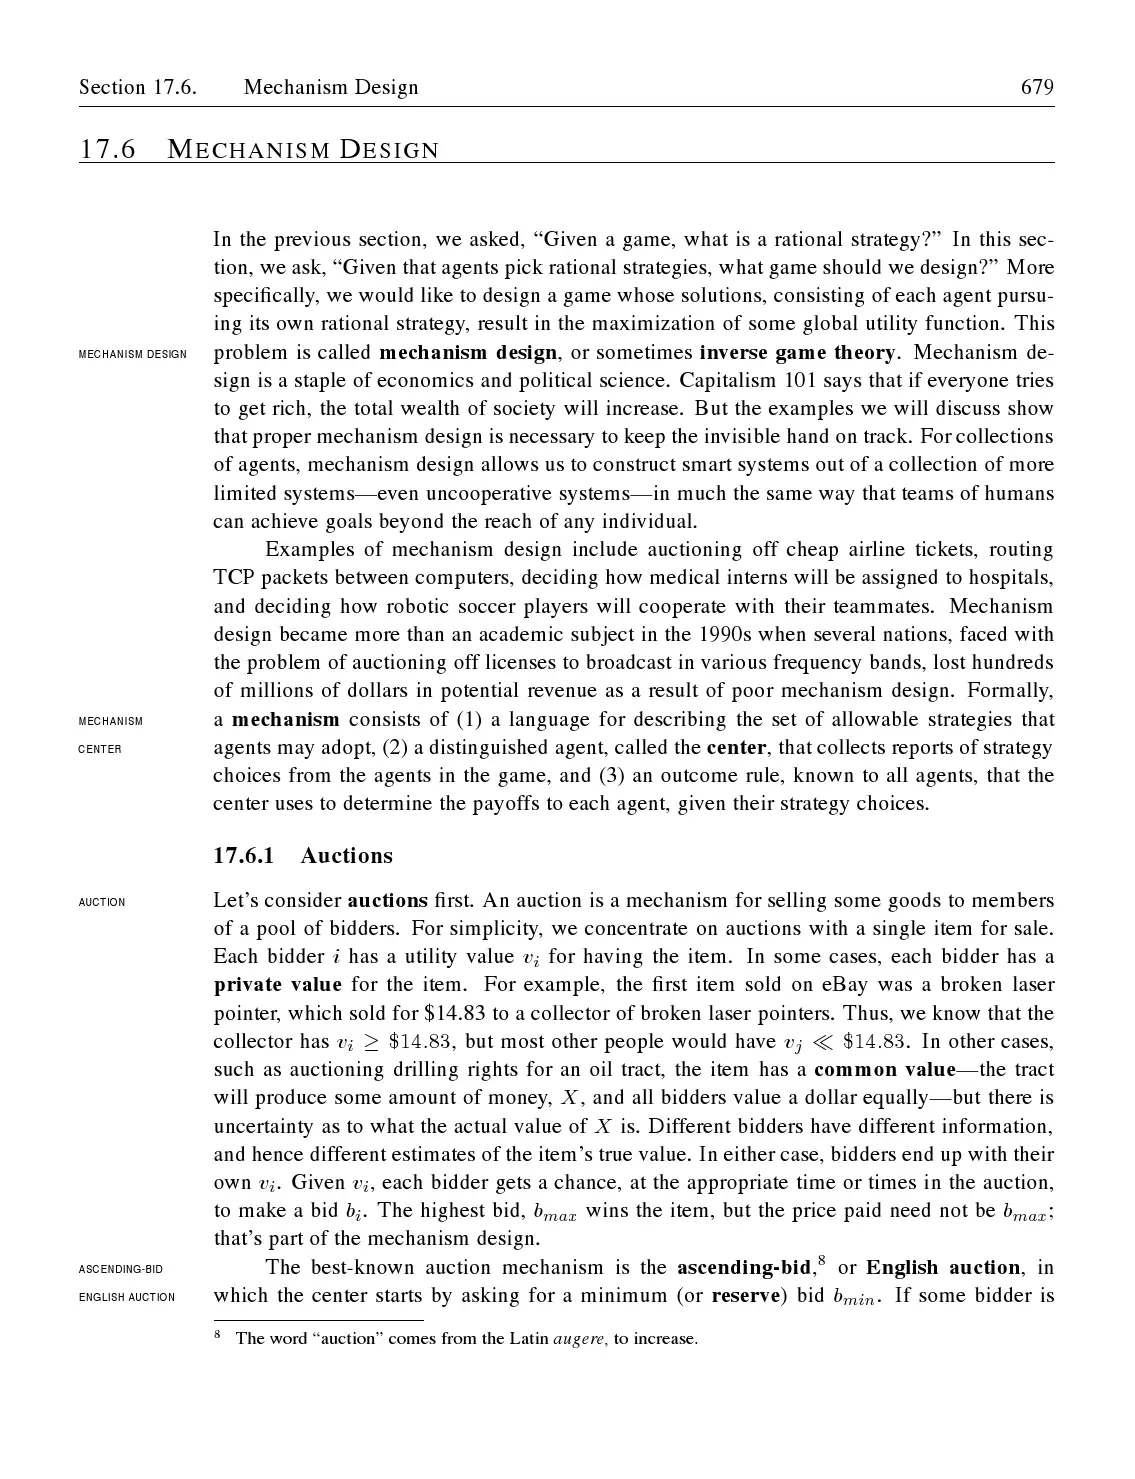 Section 17.6. Mechanism Design 679
17.6 MECHANISM DESIGN
In the previous section, we asked, “Given a game, what is a rational strategy?” In this sec-
tion, we ask, “Given that agents pick rational strategies, what game should we design?” More
specifically, we would like to design a game whose solutions, consisting of each agent pursu-
ing its own rational strategy, result in the maximization of some global utility function. This
MECHANISM DESIGN problem is called mechanism design, or sometimes inverse game theory. Mechanism de-
sign is a staple of economics and political science. Capitalism 101 says that if everyone tries
to get rich, the total wealth of society will increase. But the examples we will discuss show
that proper mechanism design is necessary to keep the invisible hand on track. For collections
of agents, mechanism design allows us to construct smart systems out of a collection of more
limited systems—even uncooperative systems—in much the same way that teams of humans
can achieve goals beyond the reach of any individual.
Examples of mechanism design include auctioning off cheap airline tickets, routing
TCP packets between computers, deciding how medical interns will be assigned to hospitals,
and deciding how robotic soccer players will cooperate with their teammates. Mechanism
design became more than an academic subject in the 1990s when several nations, faced with
the problem of auctioning off licenses to broadcast in various frequency bands, lost hundreds
of millions of dollars in potential revenue as a result of poor mechanism design. Formally,
MECHANISM a mechanism consists of (1) a language for describing the set of allowable strategies that
CENTER agents may adopt, (2) a distinguished agent, called the center, that collects reports of strategy
choices from the agents in the game, and (3) an outcome rule, known to all agents, that the
center uses to determine the payoffs to each agent, given their strategy choices.
17.6.1 Auctions
AUCTION Let’s consider auctions first. An auction is a mechanism for selling some goods to members
of a pool of bidders. For simplicity, we concentrate on auctions with a single item for sale.
Each bidder i has a utility value v_i for having the item. In some cases, each bidder has a
private value for the item. For example, the first item sold on eBay was a broken laser
pointer, which sold for $14.83 to a collector of broken laser pointers. Thus, we know that the
collector has v_i ≥ $14.83, but most other people would have v_j ≪ $14.83. In other cases,
such as auctioning drilling rights for an oil tract, the item has a common value—the tract
will produce some amount of money, X, and all bidders value a dollar equally—but there is
uncertainty as to what the actual value of X is. Different bidders have different information,
and hence different estimates of the item’s true value. In either case, bidders end up with their
own v_i. Given v_i, each bidder gets a chance, at the appropriate time or times in the auction,
to make a bid b_i. The highest bid, b_max wins the item, but the price paid need not be b_max;
that’s part of the mechanism design.
ASCENDING-BID The best-known auction mechanism is the ascending-bid,⁸ or English auction, in
ENGLISH AUCTION which the center starts by asking for a minimum (or reserve) bid b_min. If some bidder is
⁸ The word “auction” comes from the Latin augere, to increase.